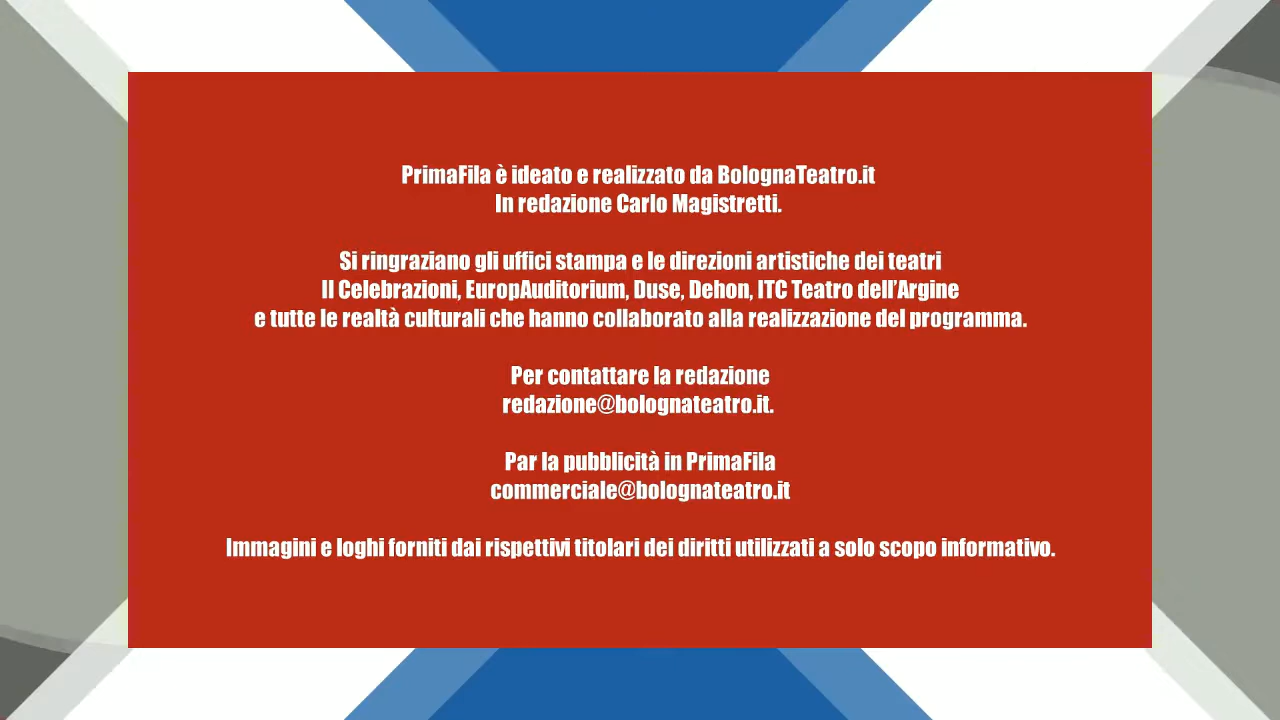 PrimaFila è ideato e realizzato da BolognaTeatro.it
In redazione Carlo Magistretti.
Si ringraziano gli uffici stampa e le direzioni artistiche dei teatri
Il Celebrazioni, EuropAuditorium, Duse, Dehon, ITC Teatro dell'Argine
e tutte le realtà culturali che hanno collaborato alla realizzazione del programma.
Per contattare la redazione
redazione@bolognateatro.it.
Par la pubblicità in PrimaFila
commerciale@bolognateatro.it
Immagini e loghi forniti dai rispettivi titolari dei diritti utilizzati a solo scopo informativo.